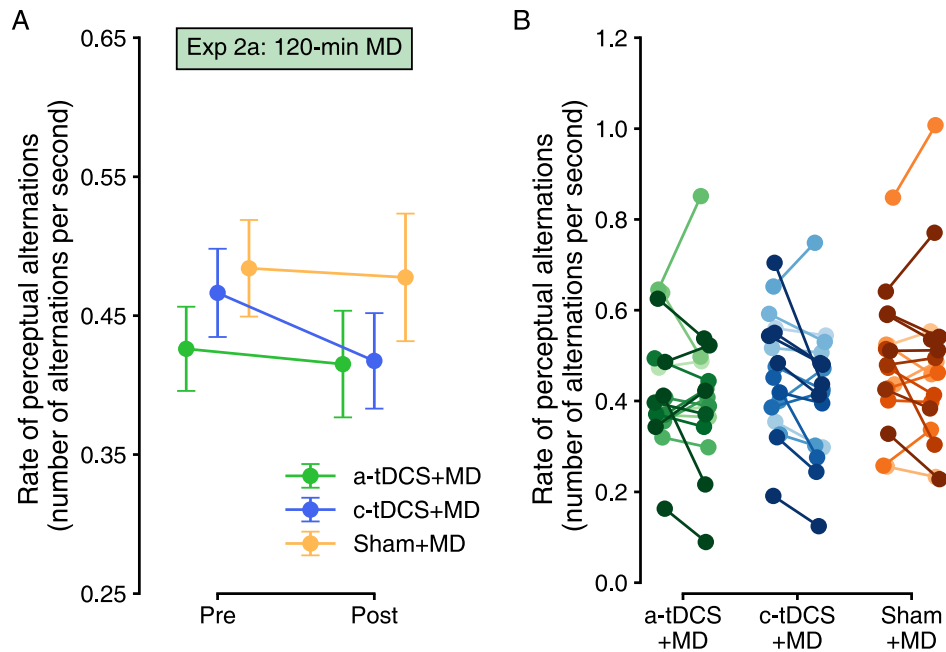 A
Rate of perceptual alternations
(number of alternations per second)
0.65
0.55
0.45
0.35
0.25
Exp 2a: 120-min MD
a-tDCS+MD
c-tDCS+MD
Sham+MD
Pre
Post
B
Rate of perceptual alternations
(number of alternations per second)
1.2
1.0
0.8
0.6
0.4
0.2
0.0
a-tDCS
+MD
c-tDCS
+MD
Sham
+MD